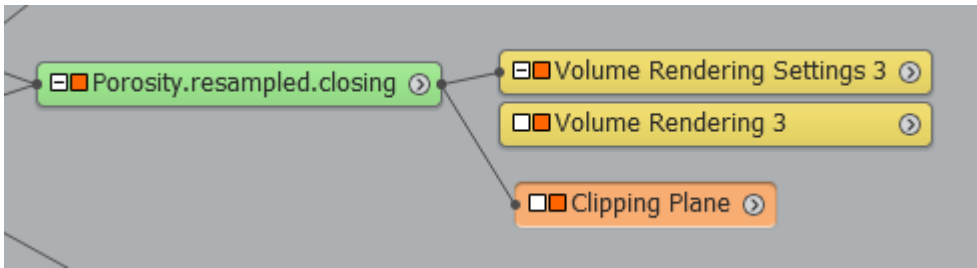 Porosity.resampled.closing
Volume Rendering Settings 3
Volume Rendering 3
Clipping Plane